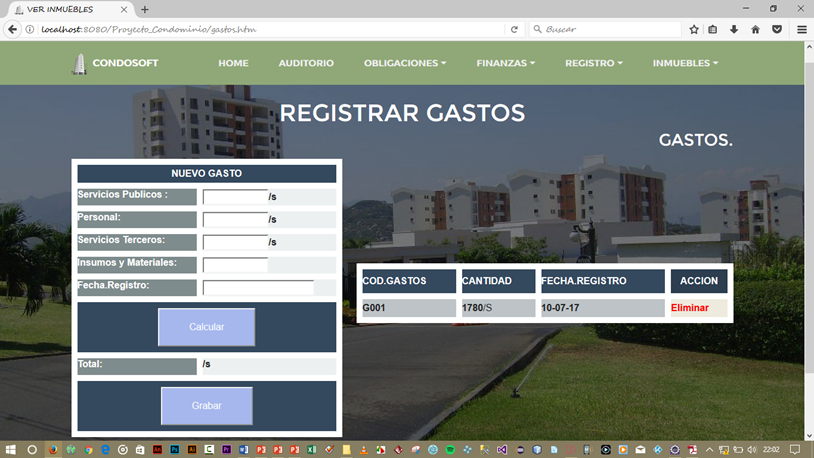 VER INMUEBLES
localhost:8080/Proyecto_Condominio/gastos.htm
Buscar
CONDOSOFT
HOME
AUDITORIO
OBLIGACIONES
FINANZAS
REGISTRO
INMUEBLES
REGISTRAR GASTOS
GASTOS.
NUEVO GASTO
Servicios Publicos : /s
Personal: /s
Servicios Terceros: /s
Insumos y Materiales:
Fecha.Registro:
Calcular
Total: /s
Grabar
COD.GASTOS CANTIDAD FECHA.REGISTRO ACCION
G001 1780/S 10-07-17 Eliminar
22:02